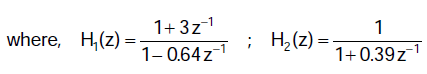 where, H₁(z) = (1+3z⁻¹)/(1−0.64z⁻¹) ; H₂(z) = 1/(1+0.39z⁻¹)